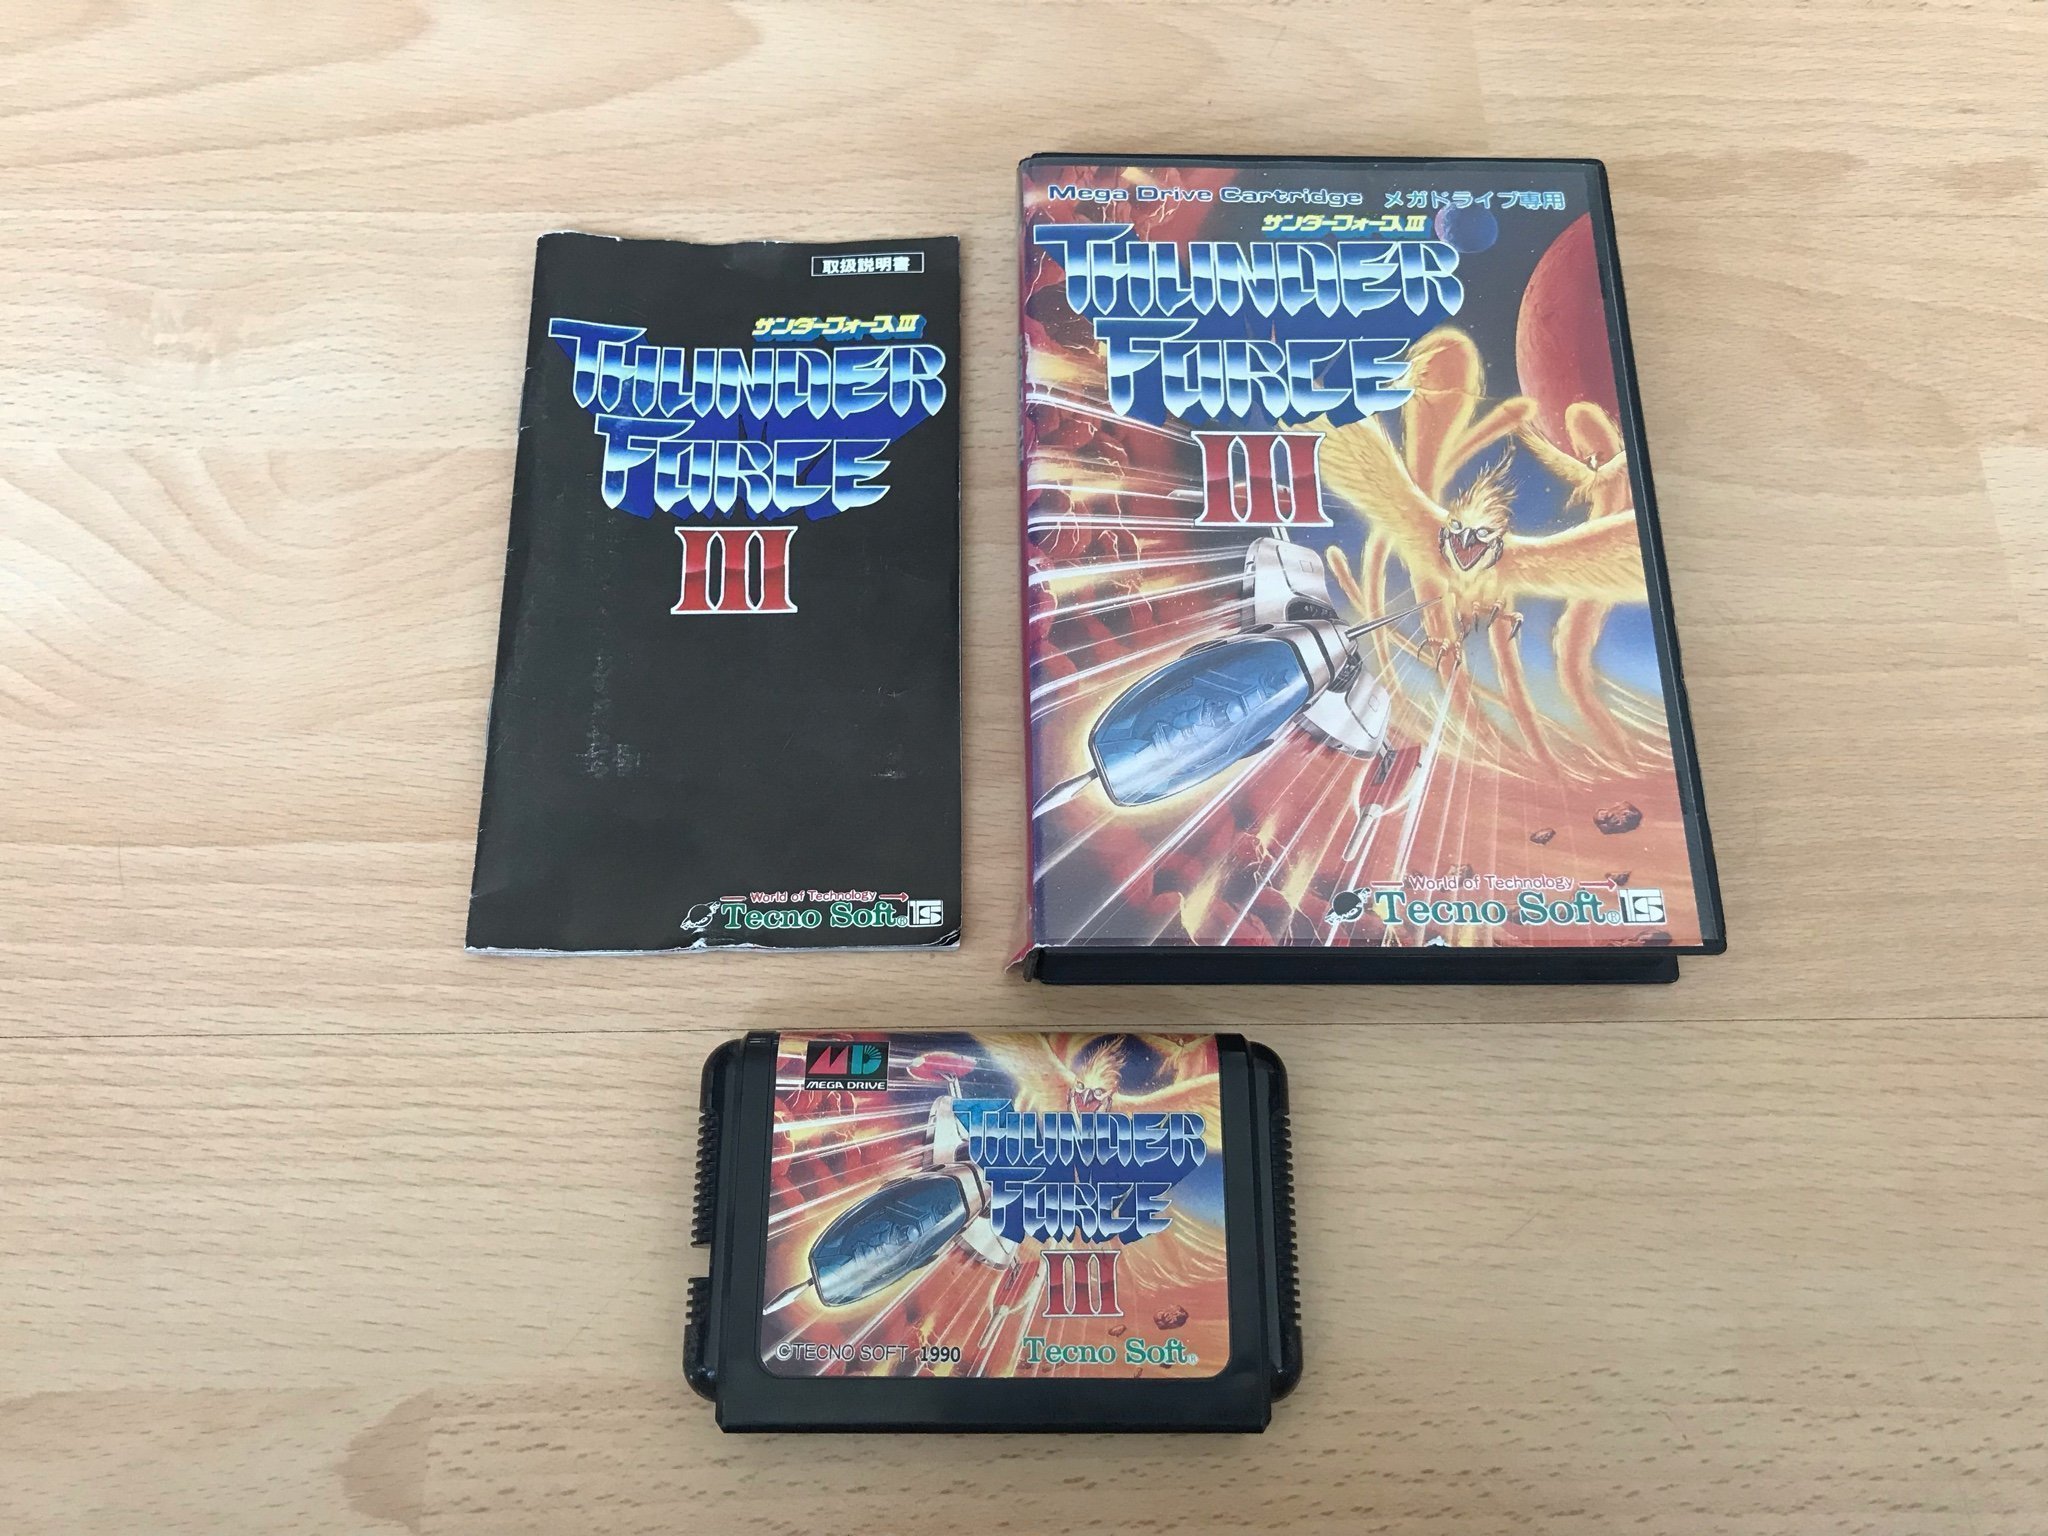 取扱説明書
サンダーフォースIII
THUNDER
FORCE
III
World of Technology
Tecno Soft® TS
Mega Drive Cartridge メガドライブ専用
サンダーフォースIII
THUNDER
FORCE
III
World of Technology
Tecno Soft® TS
MD
MEGA DRIVE
THUNDER
FORCE
III
©TECNO SOFT 1990 Tecno Soft®